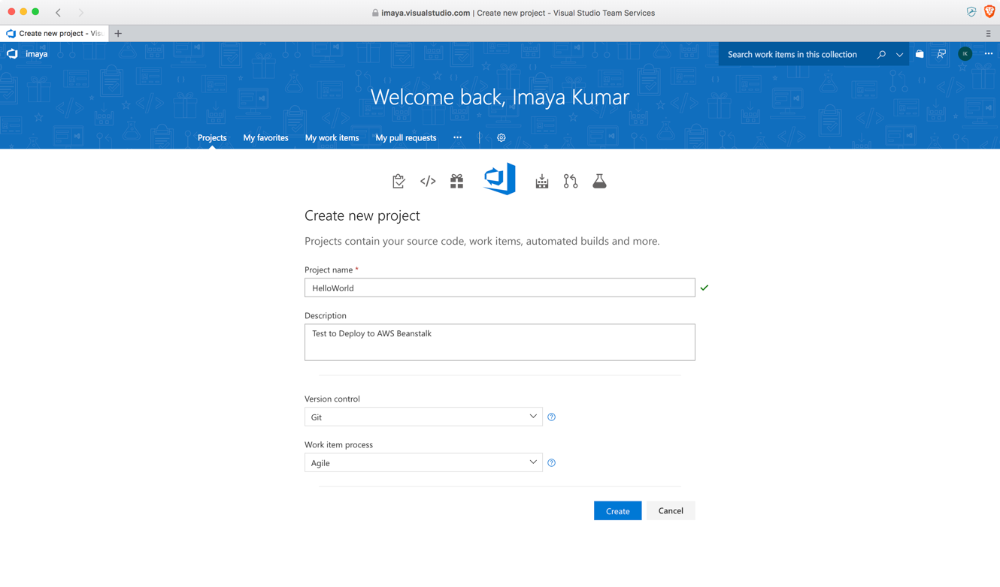 imaya.visualstudio.com | Create new project - Visual Studio Team Services
Create new project - Visu
imaya
Search work items in this collection
IK
Welcome back, Imaya Kumar
Projects My favorites My work items My pull requests
Create new project
Projects contain your source code, work items, automated builds and more.
Project name *
HelloWorld
Description
Test to Deploy to AWS Beanstalk
Version control
Git
Work item process
Agile
Create Cancel